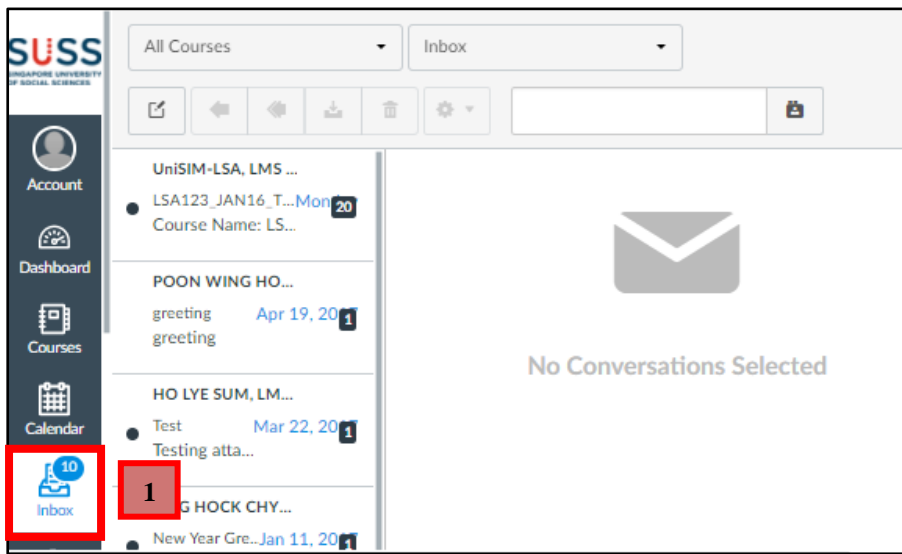 SUSS
SINGAPORE UNIVERSITY
OF SOCIAL SCIENCES
Account
Dashboard
Courses
Calendar
10
Inbox
1
All Courses
Inbox
UniSIM-LSA, LMS ...
LSA123_JAN16_T...Mon
20
Course Name: LS...
POON WING HO...
greeting Apr 19, 20
1
greeting
HO LYE SUM, LM...
Test Mar 22, 20
1
Testing atta...
G HOCK CHY...
New Year Gre..Jan 11, 20
1
No Conversations Selected